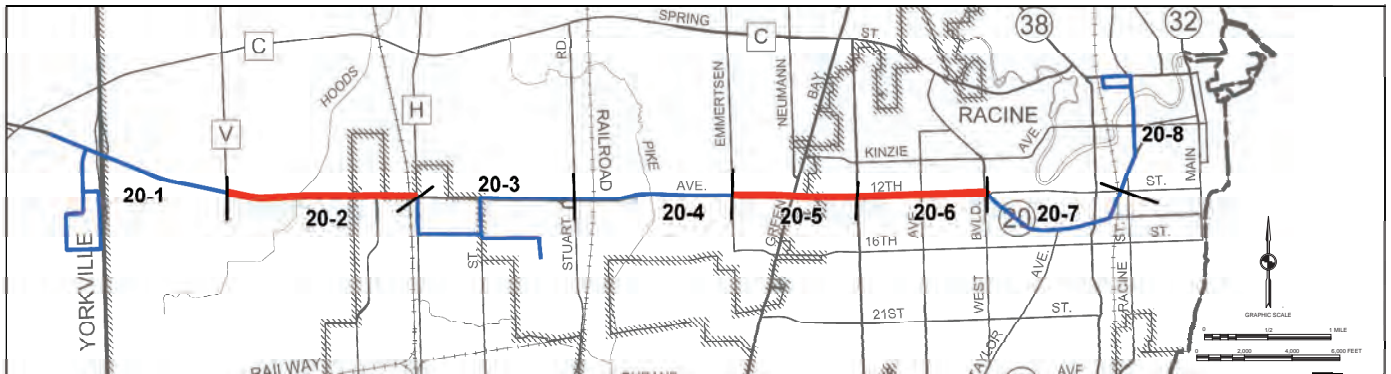 SPRING
38
32
C
C
ST.
RD.
HOODS
H
V
EMMERTSEN
NEUMANN
BAY
RACINE
RAILROAD
PIKE
AVE.
KINZIE
20-8
MAIN
20-1
20-3
AVE.
12TH
ST.
20-2
20-4
20-5
20-6
20
20-7
YORKVILLE
STUART
GREEN
AVE.
BVLD.
16TH
ST.
ST.
ST.
AVE.
RACINE
WEST
21ST
ST.
TAYLOR
AVE
RAILWAY
GRAPHIC SCALE
0 1/2 1 MILE
0 2,000 4,000 6,000 FEET